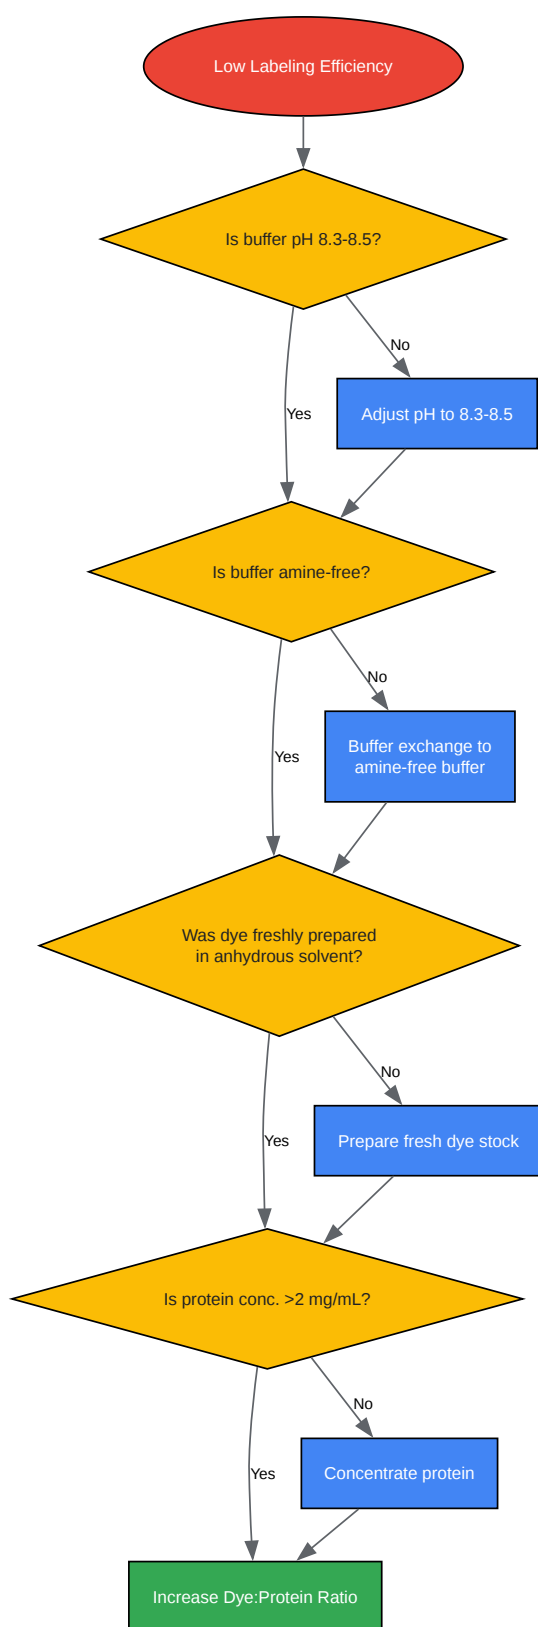 Low Labeling Efficiency
Is buffer pH 8.3-8.5?
No
Yes
Adjust pH to 8.3-8.5
Is buffer amine-free?
No
Yes
Buffer exchange to
amine-free buffer
Was dye freshly prepared
in anhydrous solvent?
No
Yes
Prepare fresh dye stock
Is protein conc. >2 mg/mL?
No
Yes
Concentrate protein
Increase Dye:Protein Ratio